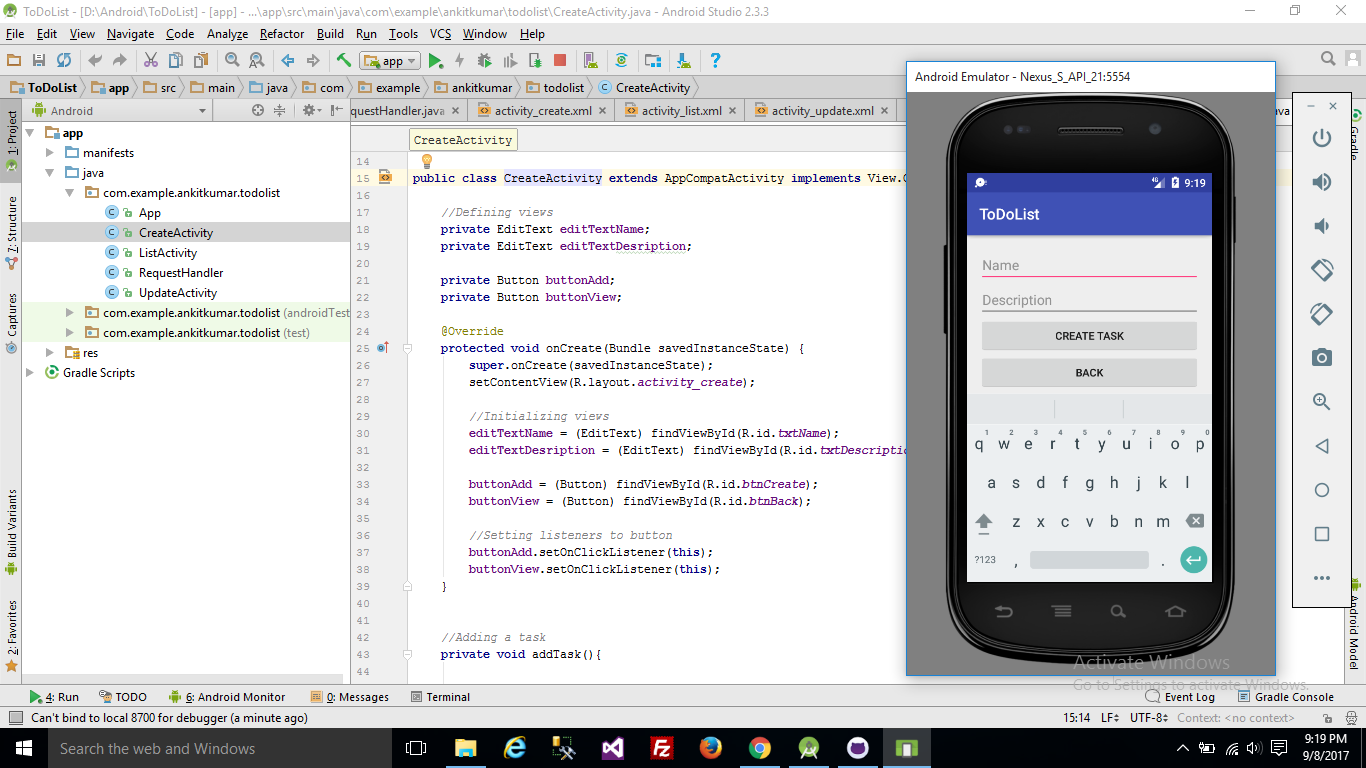 ToDoList - [D:\Android\ToDoList] - [app] - ...\app\src\main\java\com\example\ankitkumar\todolist\CreateActivity.java - Android Studio 2.3.3
File Edit View Navigate Code Analyze Refactor Build Run Tools VCS Window Help
app
ToDoList app src main java com example ankitkumar todolist CreateActivity
Android
questHandler.java activity_create.xml activity_list.xml activity_update.xml
1: Project
7: Structure
Captures
Build Variants
2: Favorites
app
manifests
java
com.example.ankitkumar.todolist
App
CreateActivity
ListActivity
RequestHandler
UpdateActivity
com.example.ankitkumar.todolist (androidTest
com.example.ankitkumar.todolist (test)
res
Gradle Scripts
CreateActivity
14
15 public class CreateActivity extends AppCompatActivity implements View.
16
17 //Defining views
18 private EditText editTextName;
19 private EditText editTextDesription;
20
21 private Button buttonAdd;
22 private Button buttonView;
23
24 @Override
25 protected void onCreate(Bundle savedInstanceState) {
26 super.onCreate(savedInstanceState);
27 setContentView(R.layout.activity_create);
28
29 //Initializing views
30 editTextName = (EditText) findViewById(R.id.txtName);
31 editTextDesription = (EditText) findViewById(R.id.txtDescriptio
32
33 buttonAdd = (Button) findViewById(R.id.btnCreate);
34 buttonView = (Button) findViewById(R.id.btnBack);
35
36 //Setting listeners to button
37 buttonAdd.setOnClickListener(this);
38 buttonView.setOnClickListener(this);
39 }
40
41
42 //Adding a task
43 private void addTask(){
44
Android Emulator - Nexus_S_API_21:5554
4G 9:19
ToDoList
Name
Description
CREATE TASK
BACK
1 2 3 4 5 6 7 8 9 0
q w e r t y u i o p
a s d f g h j k l
z x c v b n m
?123 , .
ava
Gradle
Android Model
Activate Windows
Go to Settings to activate Windows.
4: Run TODO 6: Android Monitor 0: Messages Terminal Event Log Gradle Console
Can't bind to local 8700 for debugger (a minute ago) 15:14 LF UTF-8 Context: <no context>
Search the web and Windows
9:19 PM
9/8/2017